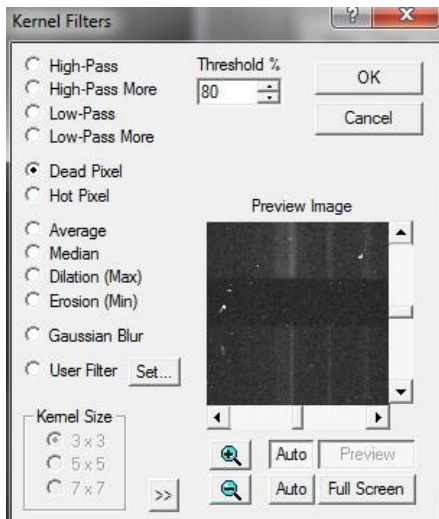 Kernel Filters
High-Pass
High-Pass More
Low-Pass
Low-Pass More
Dead Pixel
Hot Pixel
Average
Median
Dilation (Max)
Erosion (Min)
Gaussian Blur
User Filter Set...
Kernel Size
3 x 3
5 x 5
7 x 7
>>
Threshold %
80
OK
Cancel
Preview Image
Auto Preview
Auto Full Screen